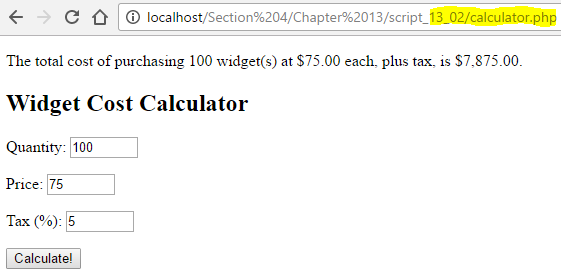 localhost/Section%204/Chapter%2013/script_13_02/calculator.php
The total cost of purchasing 100 widget(s) at $75.00 each, plus tax, is $7,875.00.
Widget Cost Calculator
Quantity: 100
Price: 75
Tax (%): 5
Calculate!